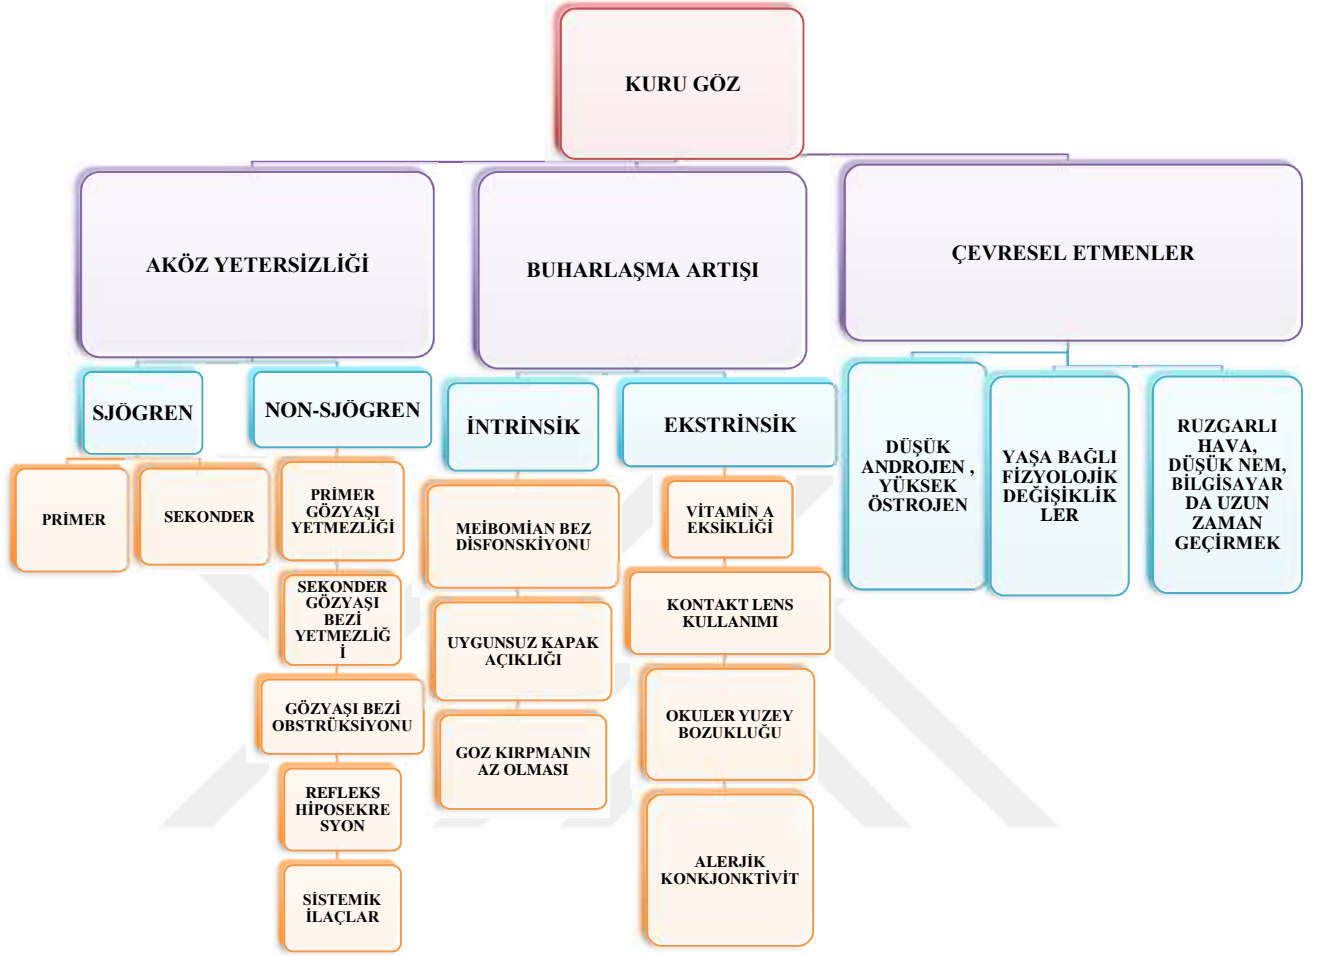 KURU GÖZ
AKÖZ YETERSİZLİĞİ
BUHARLAŞMA ARTIŞI
ÇEVRESEL ETMENLER
SJÖGREN
NON-SJÖGREN
İNTRİNSİK
EKSTRİNSİK
DÜŞÜK
ANDROJEN ,
YÜKSEK
ÖSTROJEN
YAŞA BAĞLI
FİZYOLOJİK
DEĞİŞİKLİK
LER
RUZGARLI
HAVA,
DÜŞÜK NEM,
BİLGİSAYAR
DA UZUN
ZAMAN
GEÇİRMEK
PRİMER
SEKONDER
PRİMER
GÖZYAŞI
YETMEZLİĞİ
SEKONDER
GÖZYAŞI
BEZİ
YETMEZLİĞ
İ
GÖZYAŞI BEZİ
OBSTRÜKSİYONU
REFLEKS
HİPOSEKRE
SYON
SİSTEMİK
İLAÇLAR
MEİBOMİAN BEZ
DİSFONSKİYONU
UYGUNSUZ KAPAK
AÇIKLIĞI
GOZ KIRPMANIN
AZ OLMASI
VİTAMİN A
EKSİKLİĞİ
KONTAKT LENS
KULLANIMI
OKULER YUZEY
BOZUKLUĞU
ALERJİK
KONKJONKTİVİT